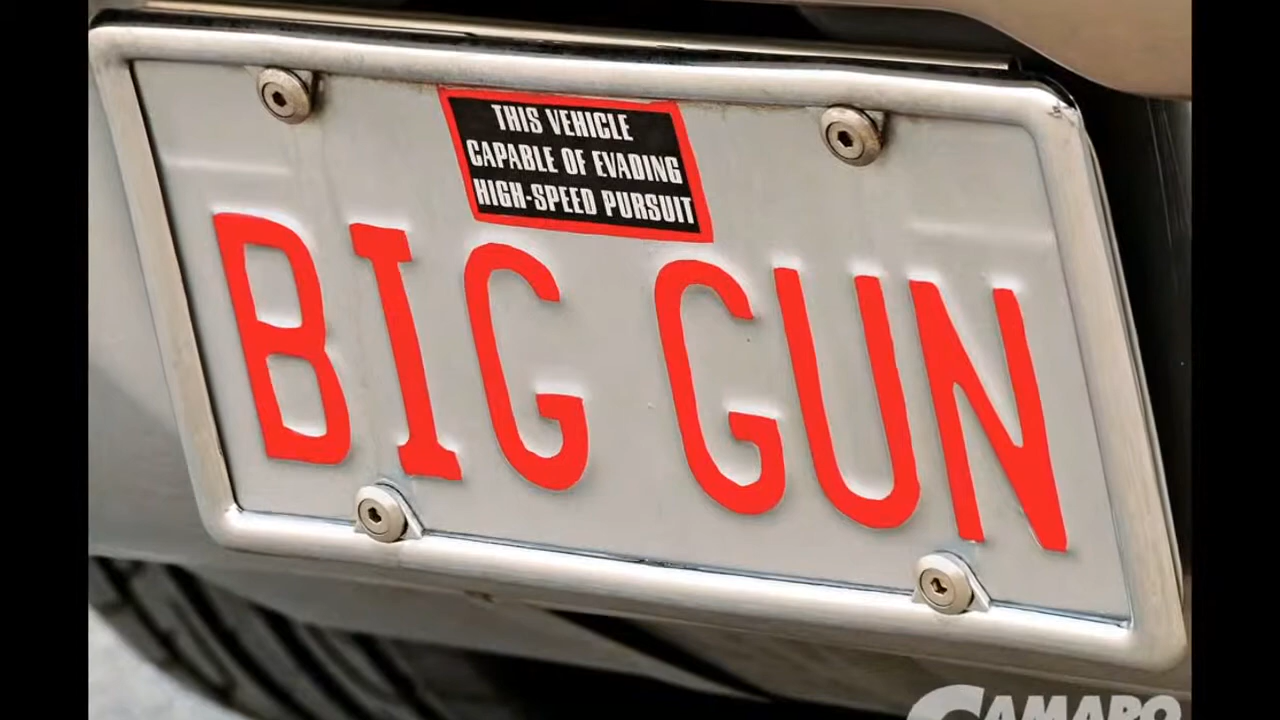 THIS VEHICLE
CAPABLE OF EVADING
HIGH-SPEED PURSUIT
BIG GUN
CAMARO